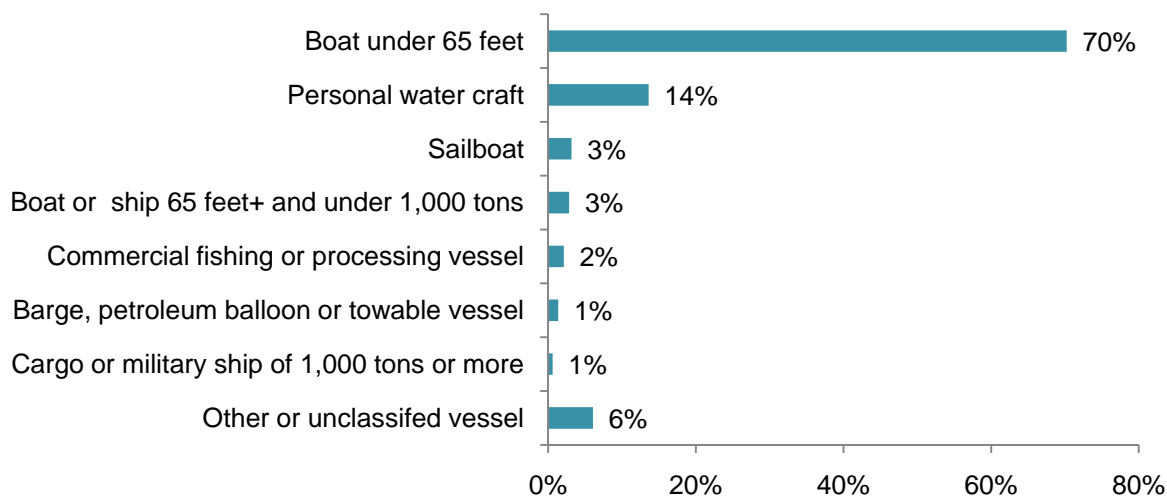 Boat under 65 feet 70%
Personal water craft 14%
Sailboat 3%
Boat or  ship 65 feet+ and under 1,000 tons 3%
Commercial fishing or processing vessel 2%
Barge, petroleum balloon or towable vessel 1%
Cargo or military ship of 1,000 tons or more 1%
Other or unclassifed vessel 6%
0% 20% 40% 60% 80%